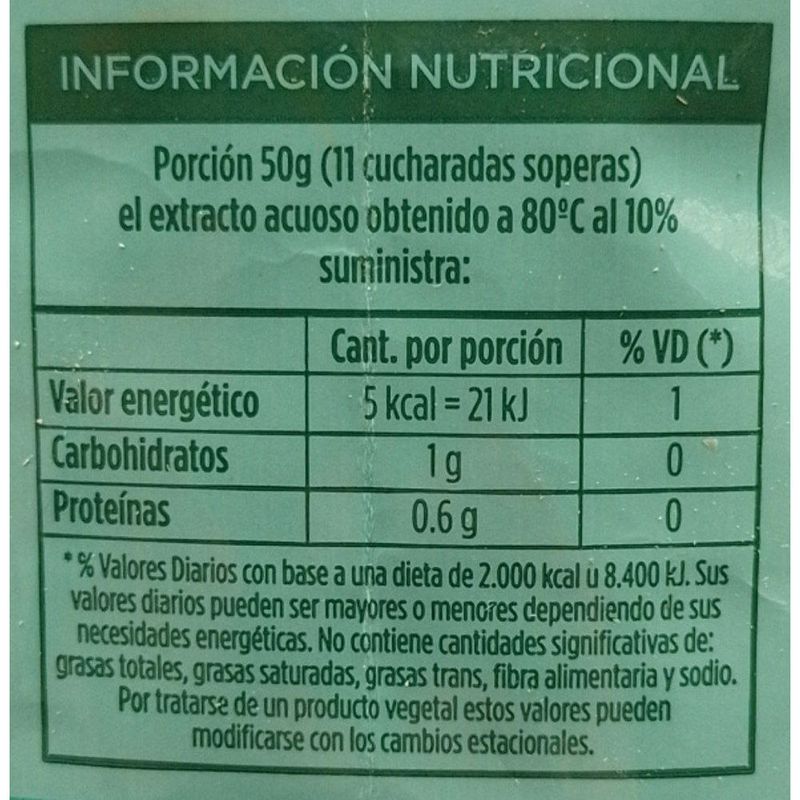 INFORMACIÓN NUTRICIONAL
Porción 50g (11 cucharadas soperas)
el extracto acuoso obtenido a 80ºC al 10%
suministra:
Cant. por porción % VD (*)
Valor energético 5 kcal = 21 kJ 1
Carbohidratos 1 g 0
Proteínas 0.6 g 0
* % Valores Diarios con base a una dieta de 2.000 kcal u 8.400 kJ. Sus
valores diarios pueden ser mayores o menores dependiendo de sus
necesidades energéticas. No contiene cantidades significativas de:
grasas totales, grasas saturadas, grasas trans, fibra alimentaria y sodio.
Por tratarse de un producto vegetal estos valores pueden
modificarse con los cambios estacionales.